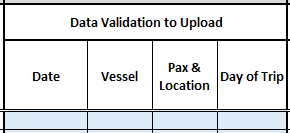 Data Validation to Upload
Date
Vessel
Pax &
Location
Day of Trip